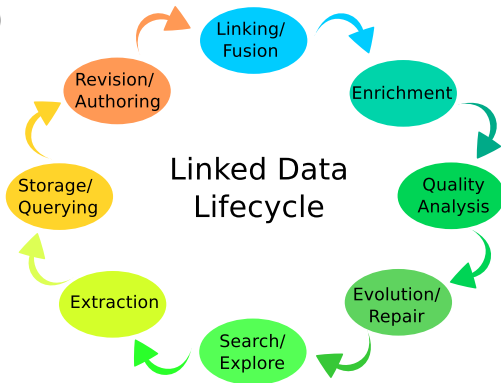 Linking/
Fusion
Enrichment
Quality
Analysis
Evolution/
Repair
Search/
Explore
Extraction
Storage/
Querying
Revision/
Authoring
Linked Data
Lifecycle